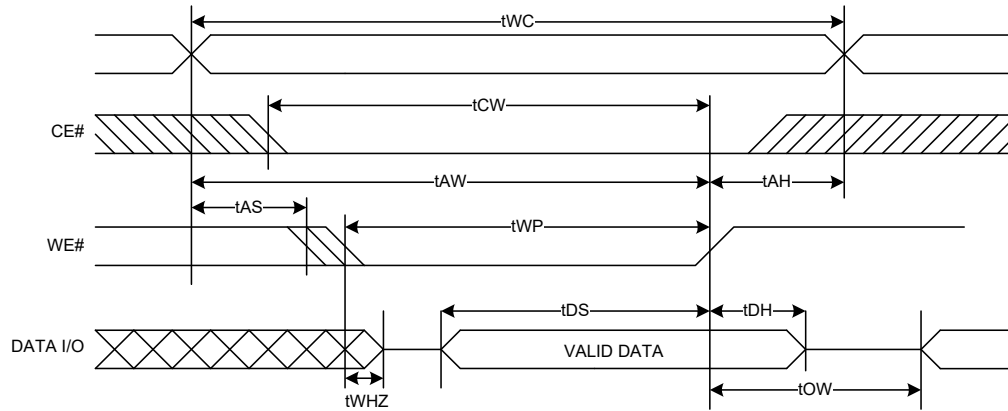 tWC
tCW
CE#
tAW
tAH
tAS
tWP
WE#
tDS
tDH
DATA I/O
VALID DATA
tWHZ
tOW